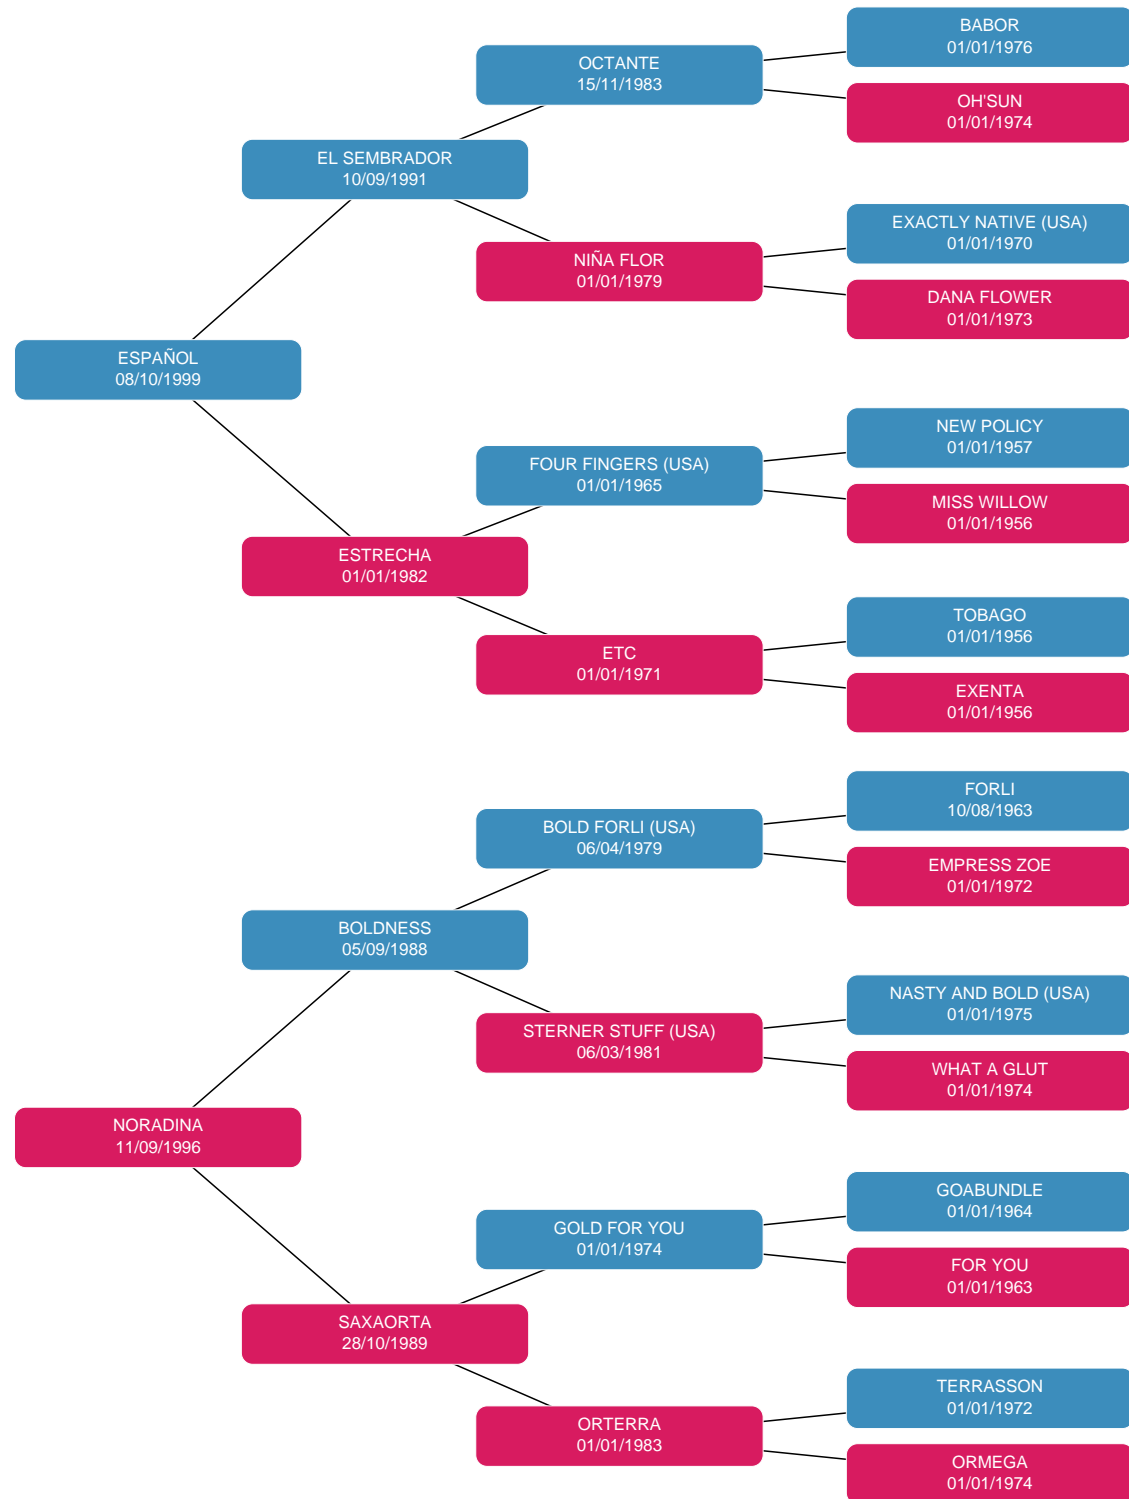 BABOR
01/01/1976
OCTANTE
15/11/1983
OH'SUN
01/01/1974
EL SEMBRADOR
10/09/1991
EXACTLY NATIVE (USA)
01/01/1970
NIÑA FLOR
01/01/1979
DANA FLOWER
01/01/1973
ESPAÑOL
08/10/1999
NEW POLICY
01/01/1957
FOUR FINGERS (USA)
01/01/1965
MISS WILLOW
01/01/1956
ESTRECHA
01/01/1982
TOBAGO
01/01/1956
ETC
01/01/1971
EXENTA
01/01/1956
FORLI
10/08/1963
BOLD FORLI (USA)
06/04/1979
EMPRESS ZOE
01/01/1972
BOLDNESS
05/09/1988
NASTY AND BOLD (USA)
01/01/1975
STERNER STUFF (USA)
06/03/1981
WHAT A GLUT
01/01/1974
NORADINA
11/09/1996
GOABUNDLE
01/01/1964
GOLD FOR YOU
01/01/1974
FOR YOU
01/01/1963
SAXAORTA
28/10/1989
TERRASSON
01/01/1972
ORTERRA
01/01/1983
ORMEGA
01/01/1974